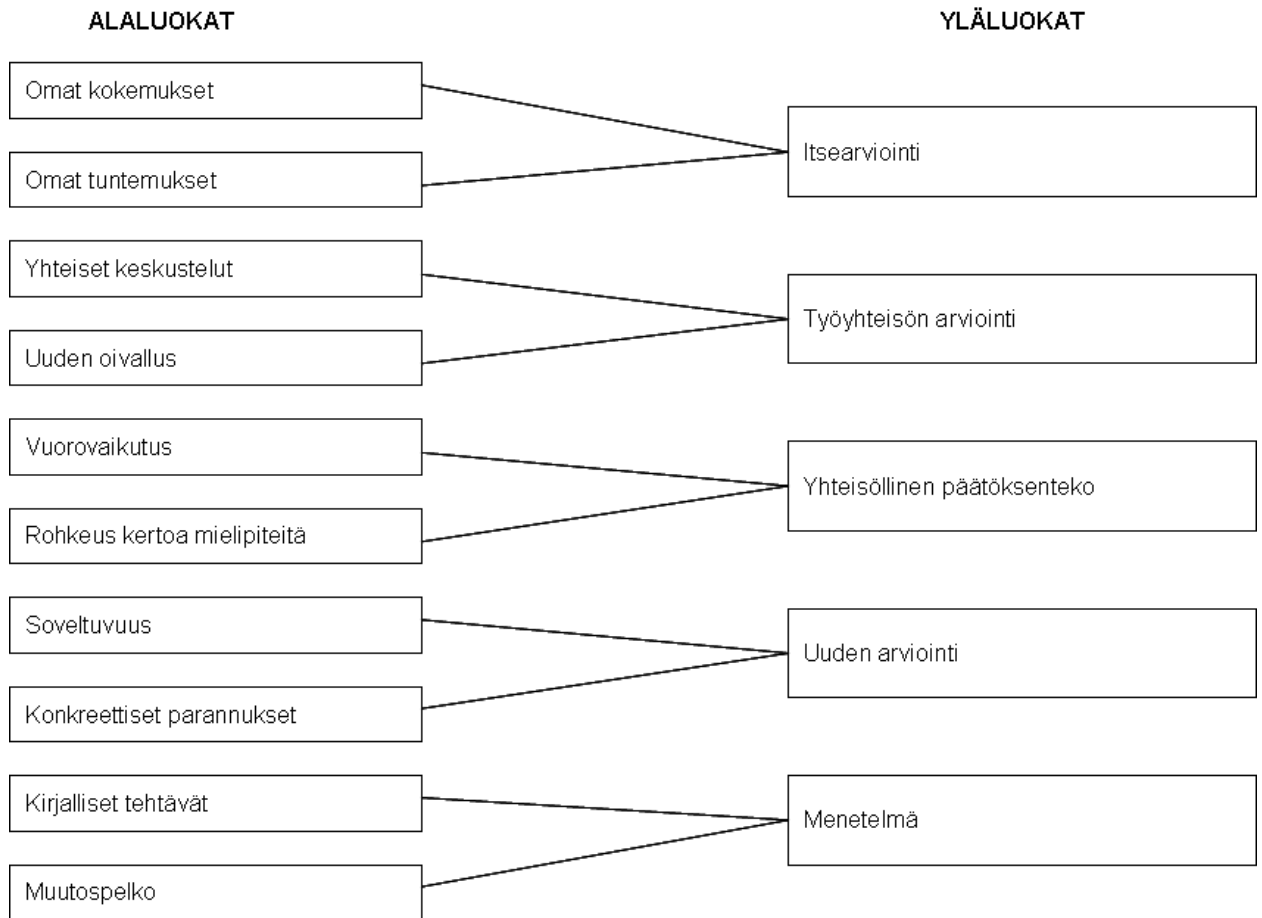 ALALUOKAT
YLÄLUOKAT
Omat kokemukset
Omat tuntemukset
Itsearviointi
Yhteiset keskustelut
Uuden oivallus
Työyhteisön arviointi
Vuorovaikutus
Rohkeus kertoa mielipiteitä
Yhteisöllinen päätöksenteko
Soveltuvuus
Konkreettiset parannukset
Uuden arviointi
Kirjalliset tehtävät
Muutospelko
Menetelmä